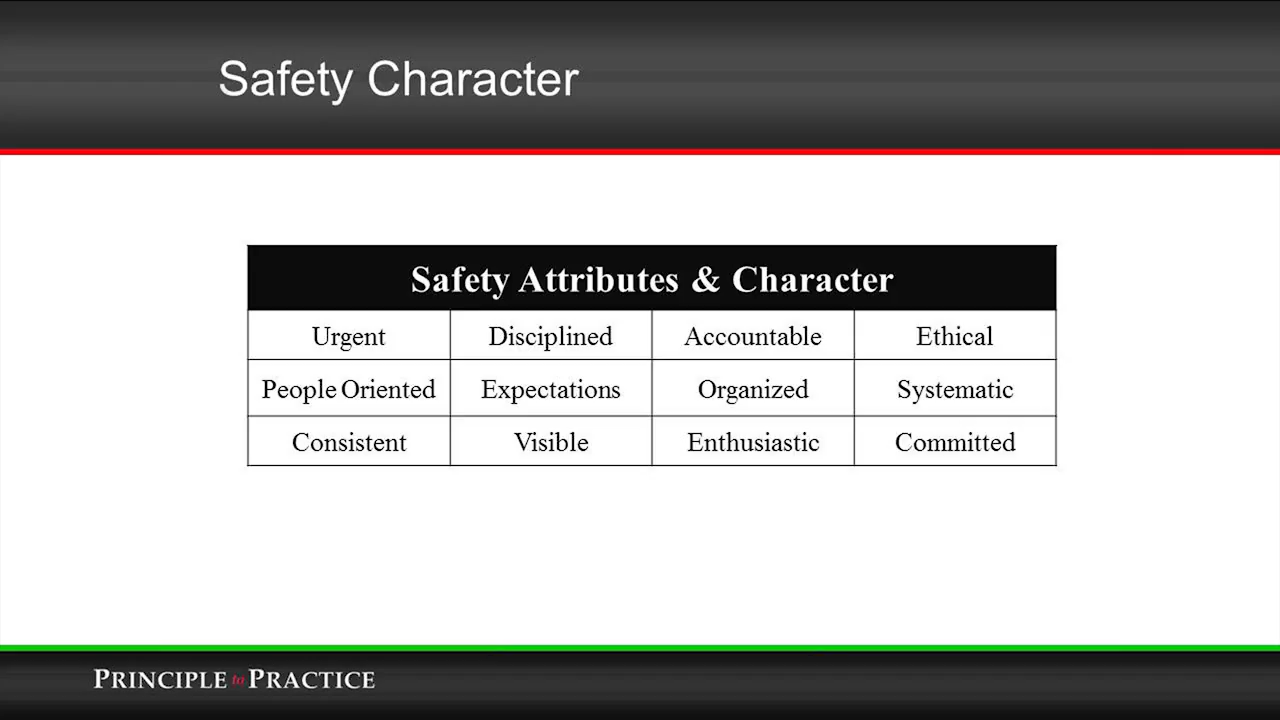 Safety Character
Safety Attributes & Character
Urgent Disciplined Accountable Ethical
People Oriented Expectations Organized Systematic
Consistent Visible Enthusiastic Committed
PRINCIPLE to PRACTICE